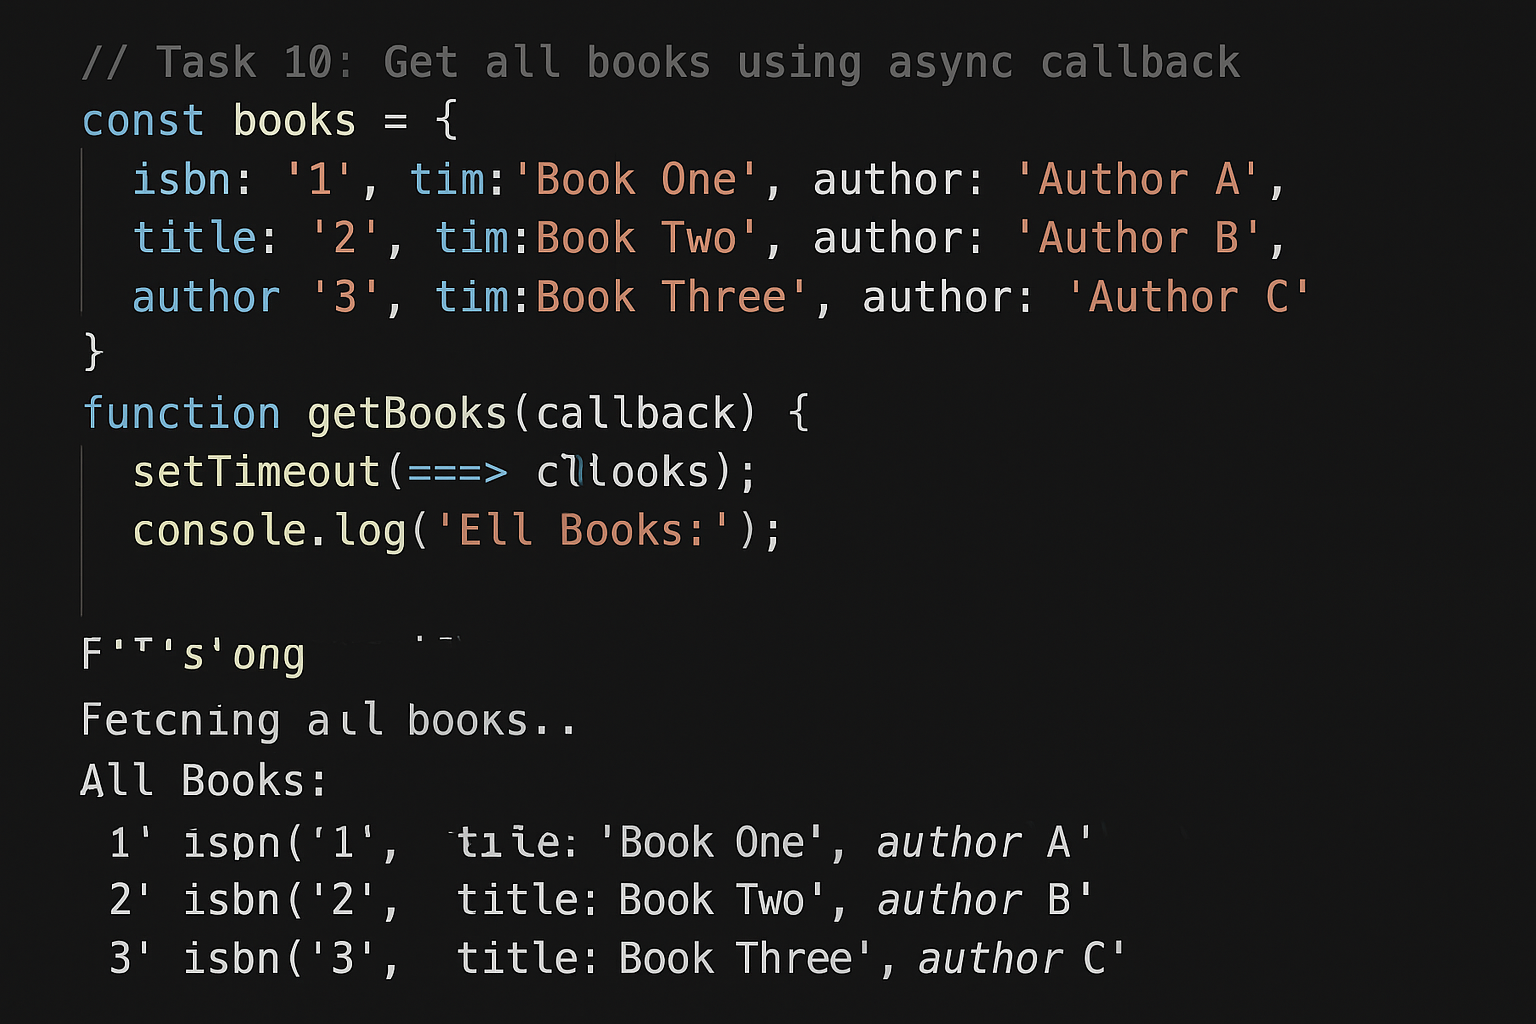 // Task 10: Get all books using async callback
const books = {
isbn: '1', tim:'Book One', author: 'Author A',
title: '2', tim:Book Two', author: 'Author B',
author '3', tim:Book Three', author: 'Author C'
}
function getBooks(callback) {
setTimeout(===> 
console.log('Ell Books:');
Fetcning all books..
All Books:
1' ispn('1', title: 'Book One', author A'
2' isbn('2', title: Book Two', author B'
3' isbn('3', title: Book Three', author C'